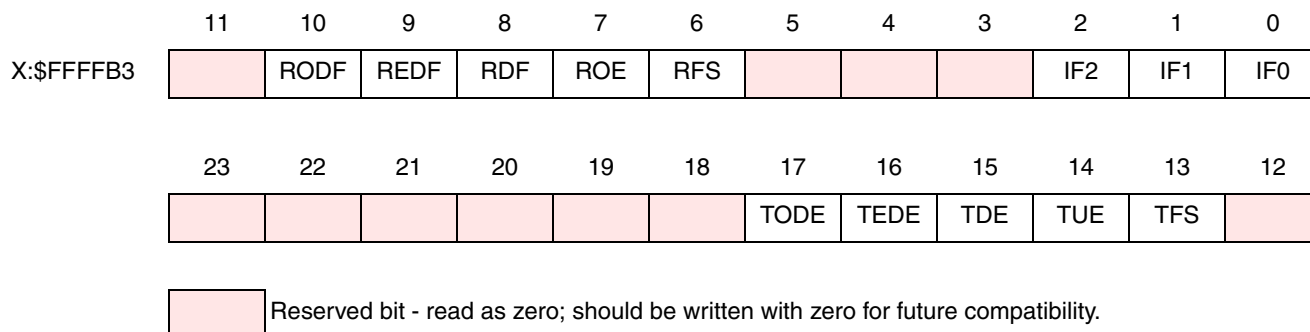 11 10 9 8 7 6 5 4 3 2 1 0
X:$FFFFB3 RODF REDF RDF ROE RFS IF2 IF1 IF0
23 22 21 20 19 18 17 16 15 14 13 12
TODE TEDE TDE TUE TFS
Reserved bit - read as zero; should be written with zero for future compatibility.